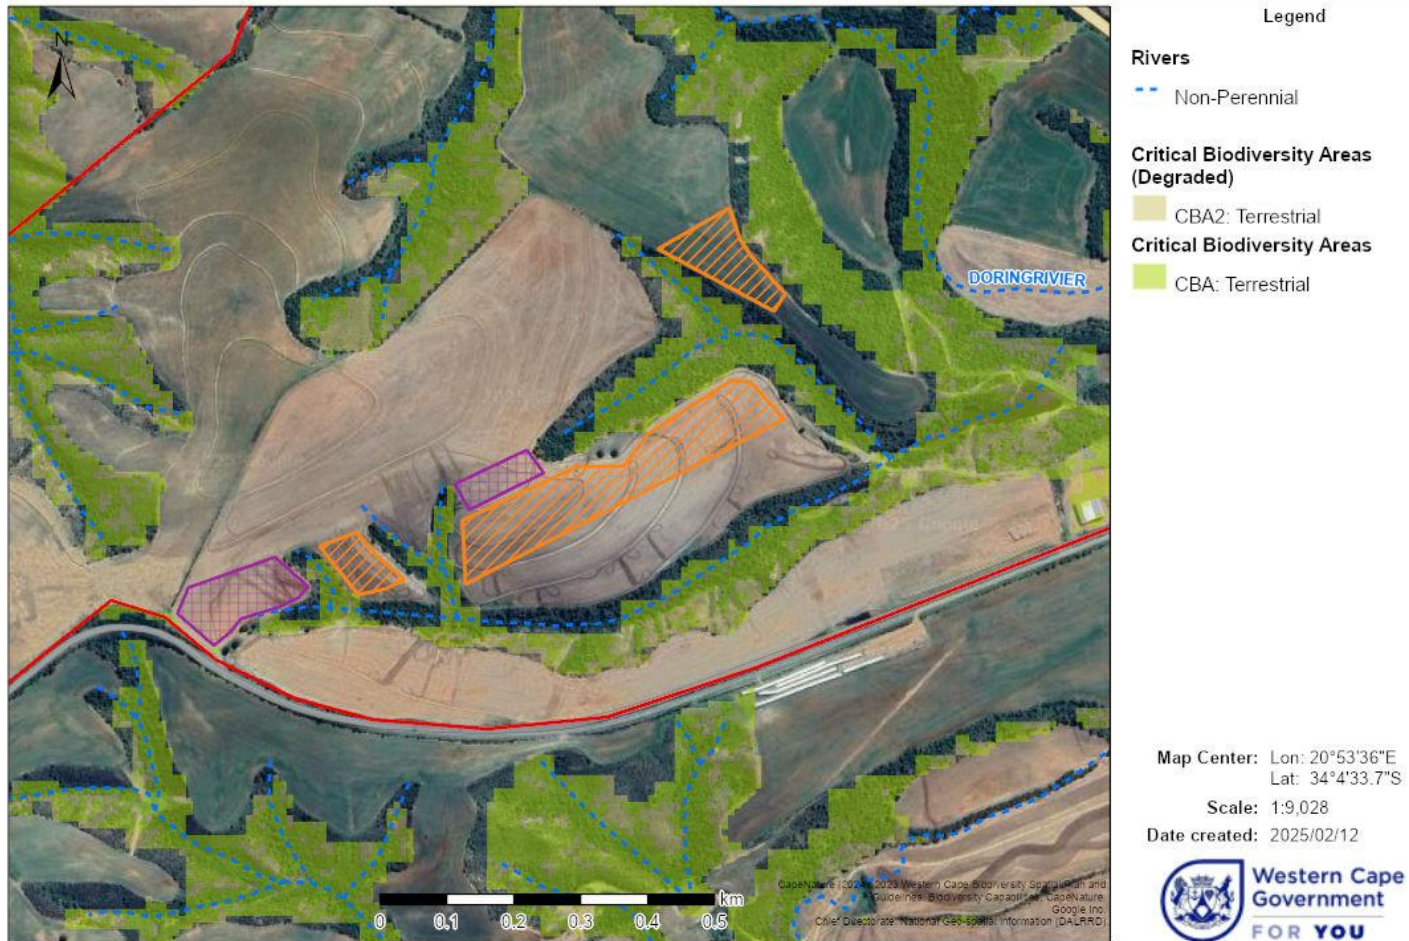 Legend
Rivers
Non-Perennial
Critical Biodiversity Areas
(Degraded)
CBA2: Terrestrial
Critical Biodiversity Areas
CBA: Terrestrial
N
DORINGRIVIER
Map Center: Lon: 20°53'36"E
Lat: 34°4'33.7"S
Scale: 1:9,028
Date created: 2025/02/12
Western Cape
Government
FOR YOU
km
0 0.1 0.2 0.3 0.4 0.5
2023 Western Cape Biodiversity Spatial Plan and
Guidelines. Biodiversity Capabilities, CapeNature.
Google Inc.
Chief Directorate: National Geo-spatial Information (DALRRD)